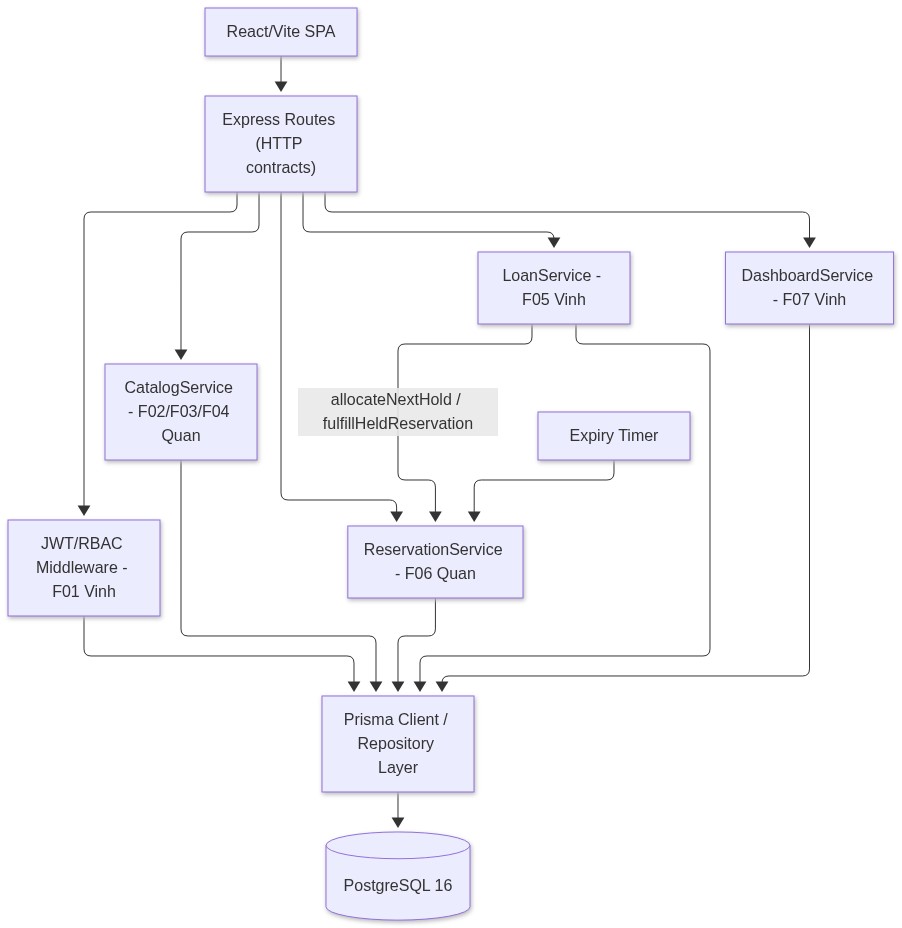 React/Vite SPA
Express Routes
(HTTP
contracts)
LoanService -
F05 Vinh
DashboardService
- F07 Vinh
CatalogService
- F02/F03/F04
Quan
allocateNextHold /
fulfillHeldReservation
Expiry Timer
JWT/RBAC
Middleware -
F01 Vinh
ReservationService
- F06 Quan
Prisma Client /
Repository
Layer
PostgreSQL 16